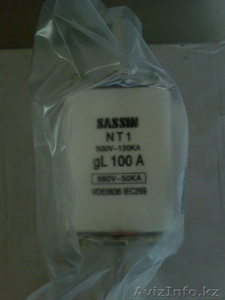 SASSIN
NT1
500V-120KA
gL 100 A
660V-50KA
VDE0636 IEC269
AvizInfo.kz